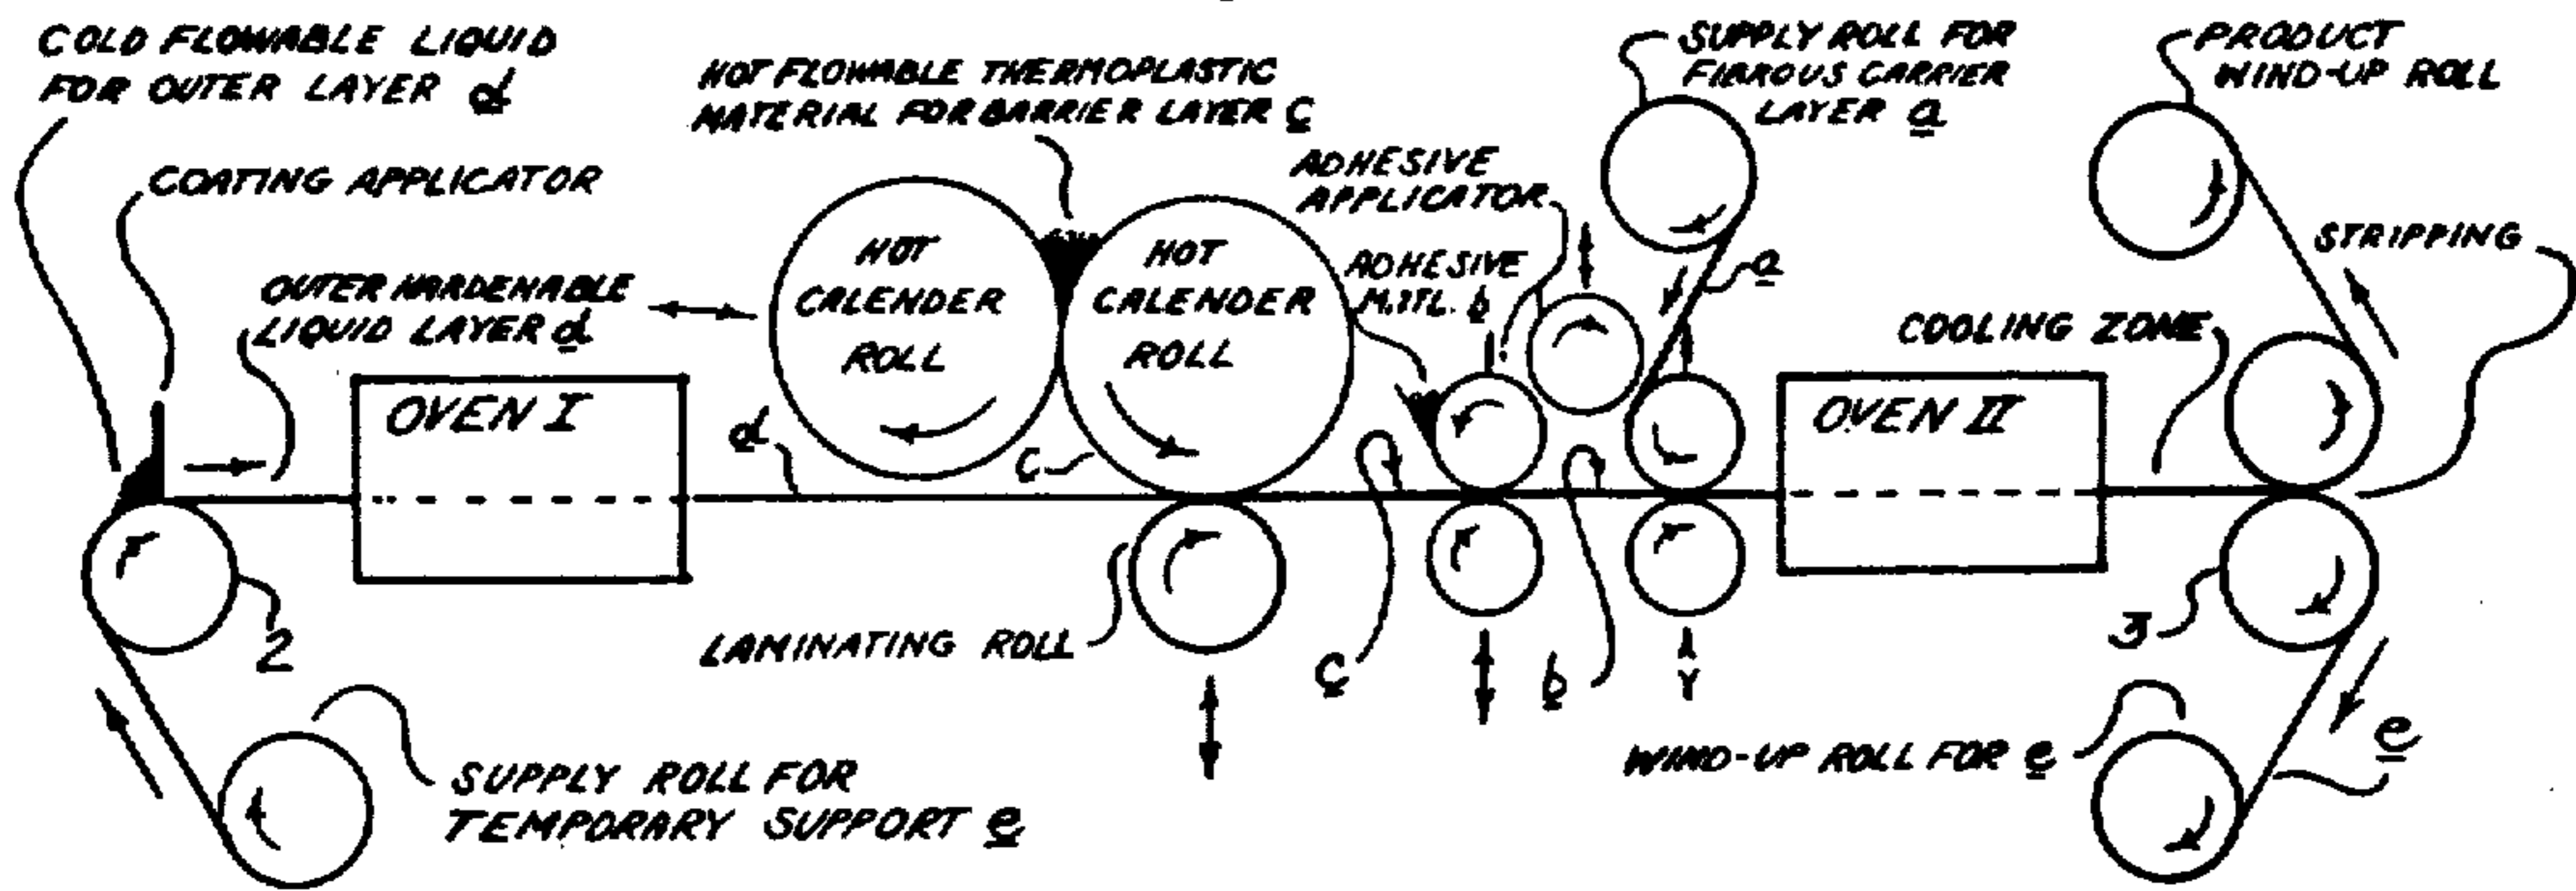 COLD FLOWABLE LIQUID
FOR OUTER LAYER d
COATING APPLICATOR
OUTER HARDENABLE
LIQUID LAYER d
OVEN I
2
SUPPLY ROLL FOR
TEMPORARY SUPPORT e
HOT FLOWABLE THERMOPLASTIC
MATERIAL FOR BARRIER LAYER c
HOT
CALENDER
ROLL
HOT
CALENDER
ROLL
d
c
LAMINATING ROLL
ADHESIVE
APPLICATOR
ADHESIVE
MATL. b
c
b
Y
SUPPLY ROLL FOR
FIBROUS CARRIER
LAYER a
a
OVEN II
COOLING ZONE
PRODUCT
WIND-UP ROLL
STRIPPING
3
WIND-UP ROLL FOR e
e